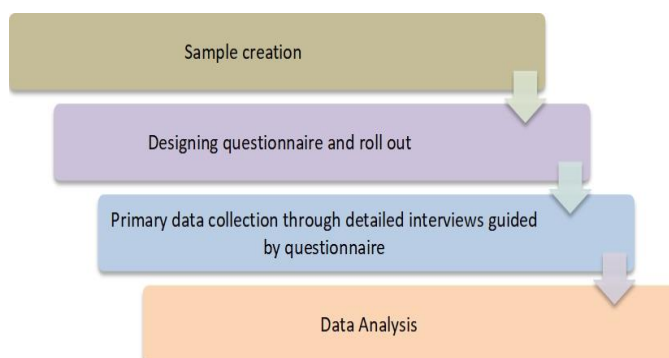 Sample creation
Designing questionnaire and roll out
Primary data collection through detailed interviews guided
by questionnaire
Data Analysis